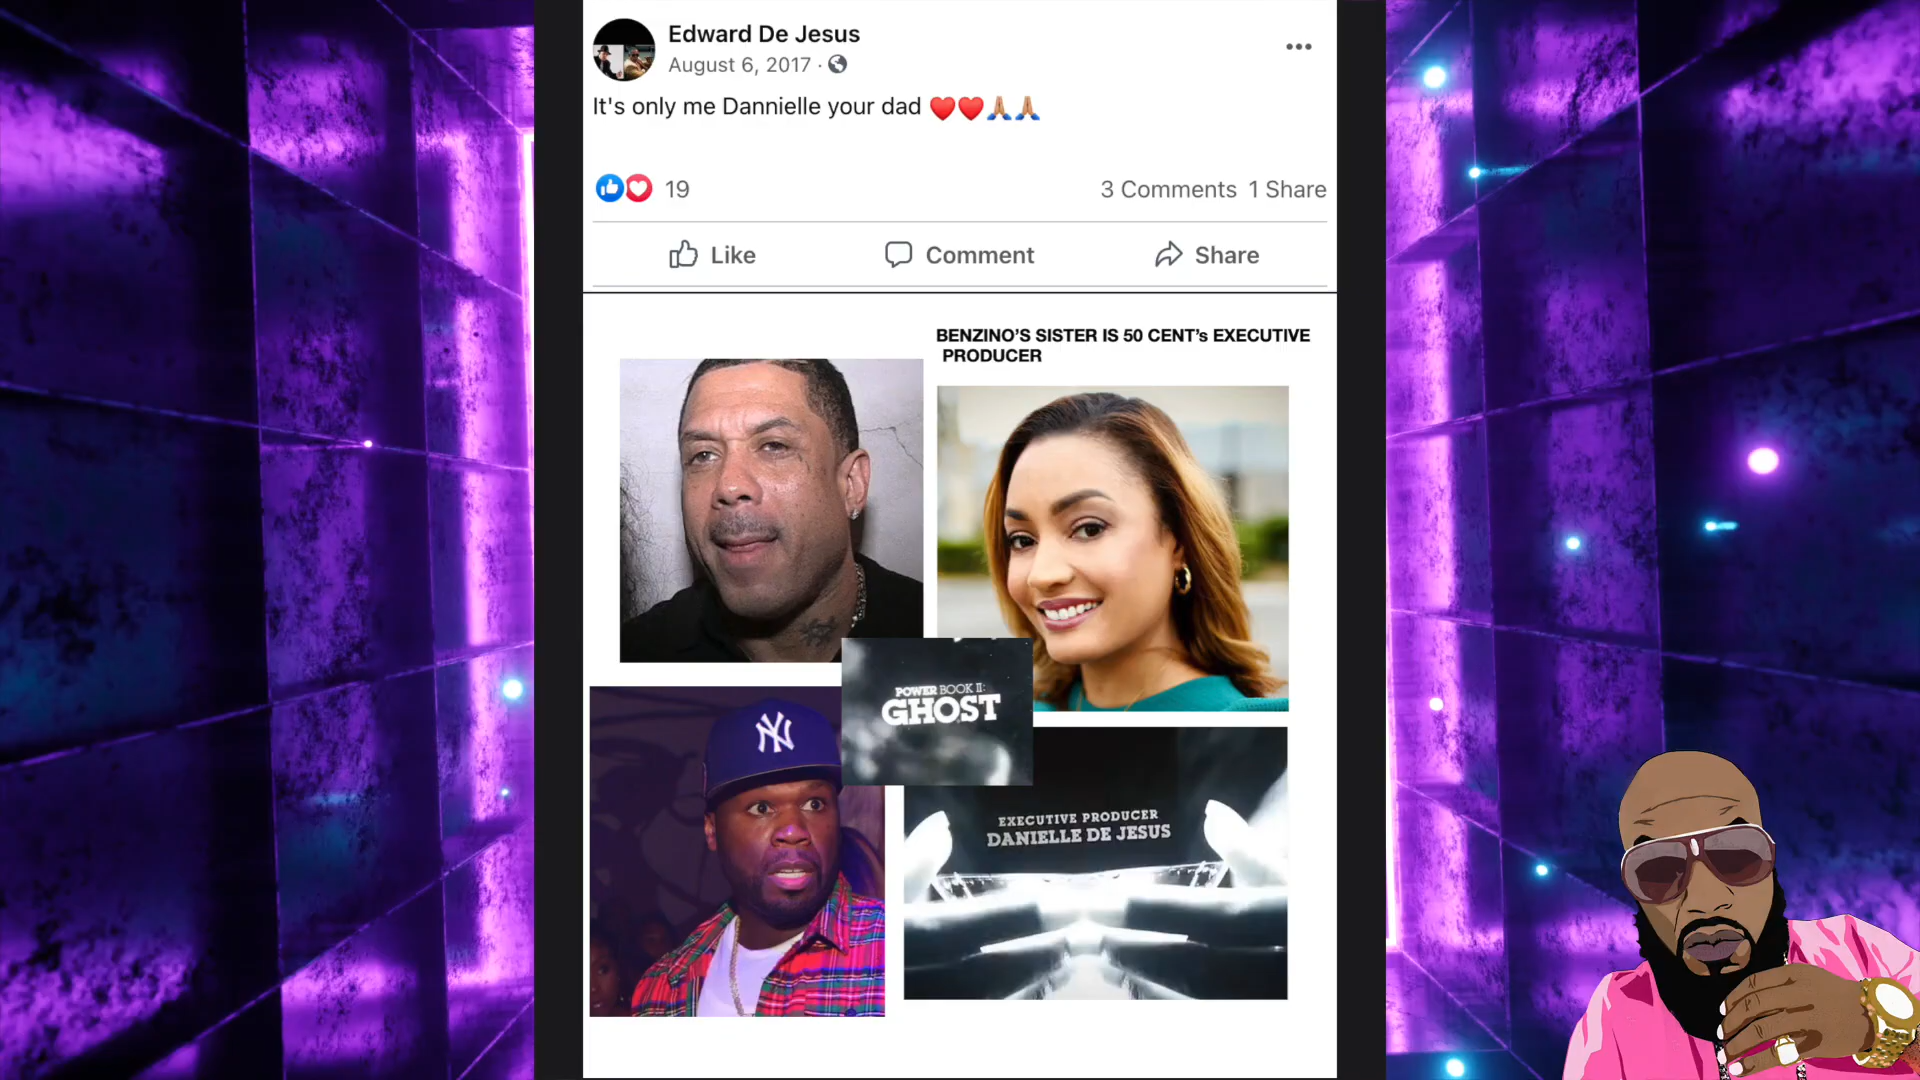 Edward De Jesus
August 6, 2017 ·
It's only me Dannielle your dad ❤️❤️🙏🏽🙏🏽
19
3 Comments 1 Share
Like
Comment
Share
BENZINO’S SISTER IS 50 CENT’s EXECUTIVE
PRODUCER
POWER BOOK II:
GHOST
NY
EXECUTIVE PRODUCER
DANIELLE DE JESUS